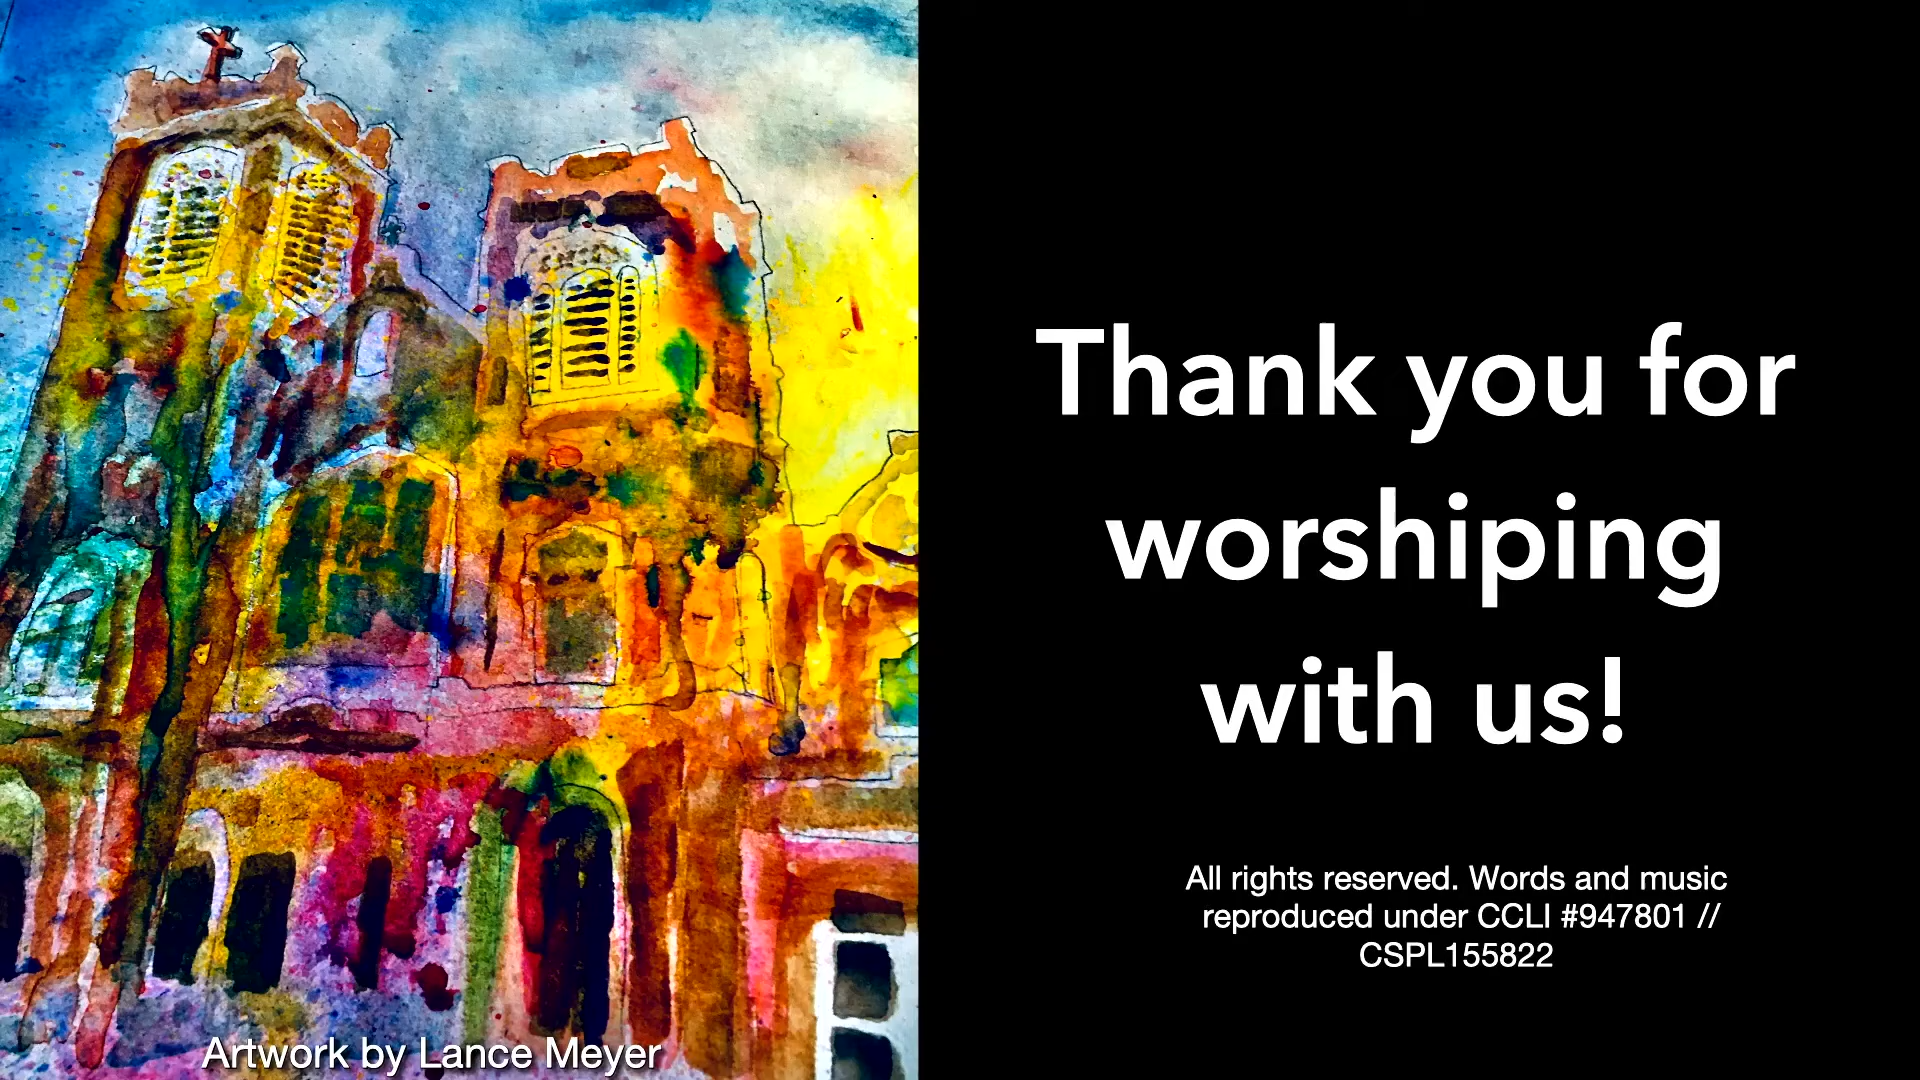 Thank you for
worshiping
with us!
All rights reserved. Words and music
reproduced under CCLI #947801 //
CSPL155822
Artwork by Lance Meyer